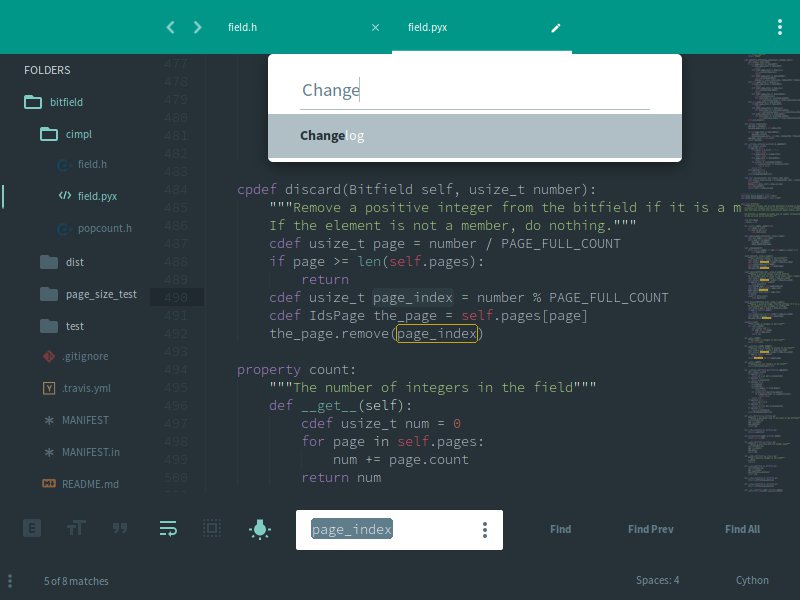 field.h
field.pyx
FOLDERS
bitfield
cimpl
field.h
field.pyx
popcount.h
dist
page_size_test
test
.gitignore
.travis.yml
MANIFEST
MANIFEST.in
README.md
Change
Changelog
477
478
479
480
481
482
483
484 cpdef discard(Bitfield self, usize_t number):
485 """Remove a positive integer from the bitfield if it is a m
486 If the element is not a member, do nothing."""
487 cdef usize_t page = number / PAGE_FULL_COUNT
488 if page >= len(self.pages):
489 return
490 cdef usize_t page_index = number % PAGE_FULL_COUNT
491 cdef IdsPage the_page = self.pages[page]
492 the_page.remove(page_index)
493
494 property count:
495 """The number of integers in the field"""
496 def __get__(self):
497 cdef usize_t num = 0
498 for page in self.pages:
499 num += page.count
500 return num
page_index
Find
Find Prev
Find All
5 of 8 matches
Spaces: 4
Cython